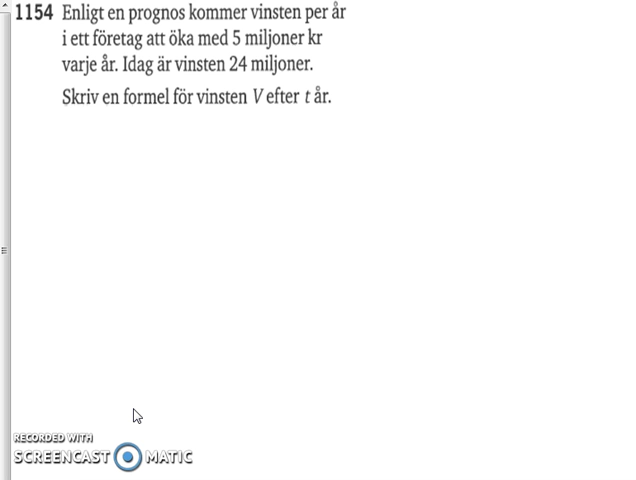 1154 Enligt en prognos kommer vinsten per år
i ett företag att öka med 5 miljoner kr
varje år. Idag är vinsten 24 miljoner.
Skriv en formel för vinsten V efter t år.
RECORDED WITH
SCREENCAST MATIC